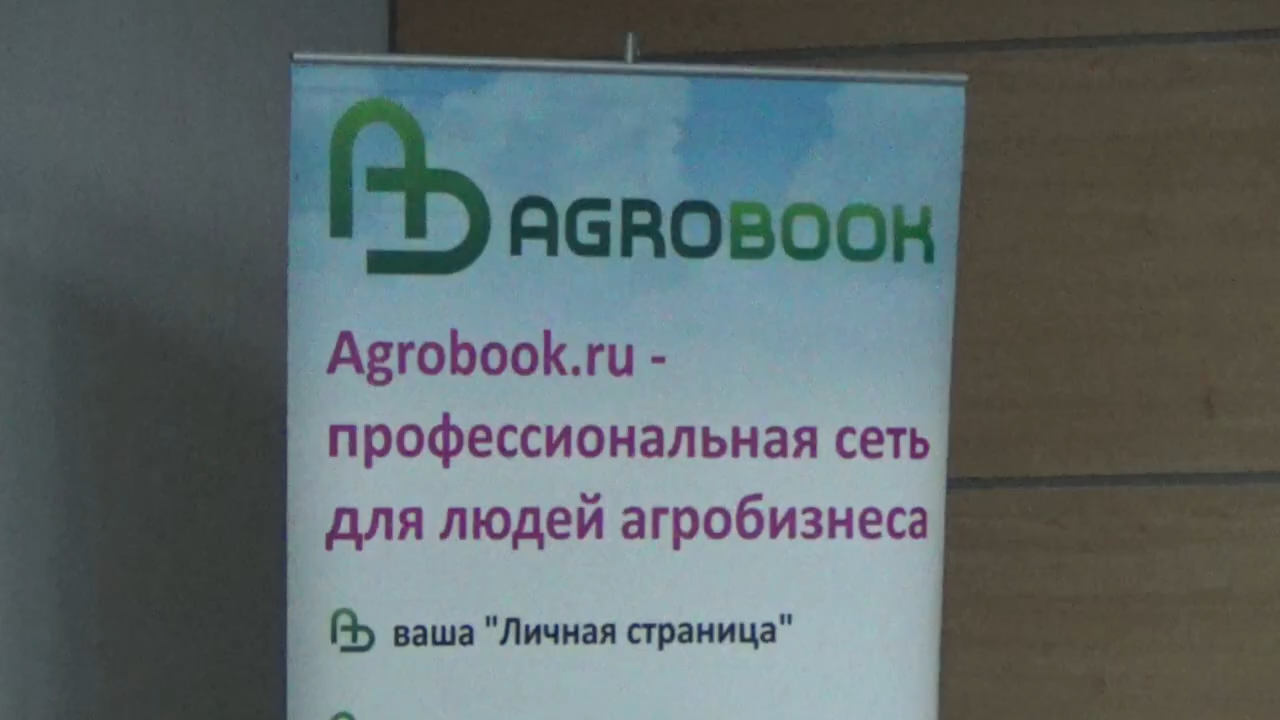 AGROBOOK
Agrobook.ru -
профессиональная сеть
для людей агробизнеса
ваша "Личная страница"